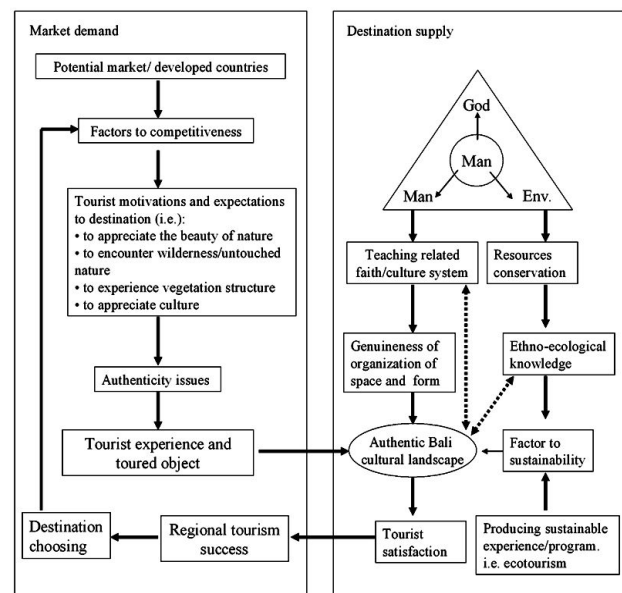 Market demand
Potential market/ developed countries
Factors to competitiveness
Tourist motivations and expectations
to destination (i.e.):
• to appreciate the beauty of nature
• to encounter wilderness/untouched
nature
• to experience vegetation structure
• to appreciate culture
Authenticity issues
Tourist experience and
toured object
Destination
choosing
Regional tourism
success
Destination supply
God
Man
Man
Env.
Teaching related
faith/culture system
Resources
conservation
Genuineness of
organization of
space and form
Ethno-ecological
knowledge
Authentic Bali
cultural landscape
Factor to
sustainability
Tourist
satisfaction
Producing sustainable
experience/program.
i.e. ecotourism